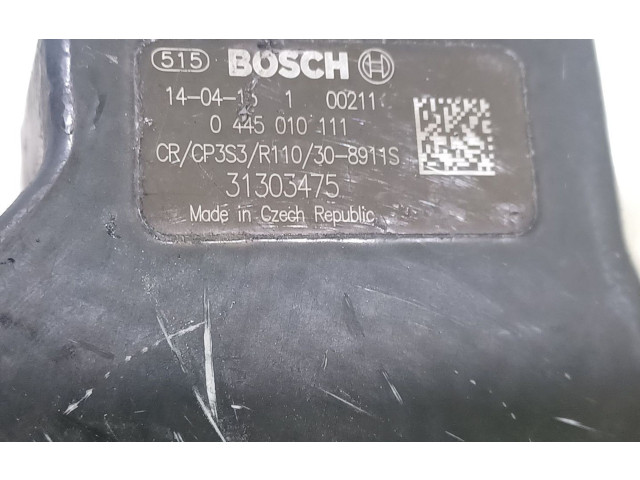 515 BOSCH
14-04-15 1 00211
0 445 010 111
CR/CP3S3/R110/30-8911S
31303475
Made in Czech Republic